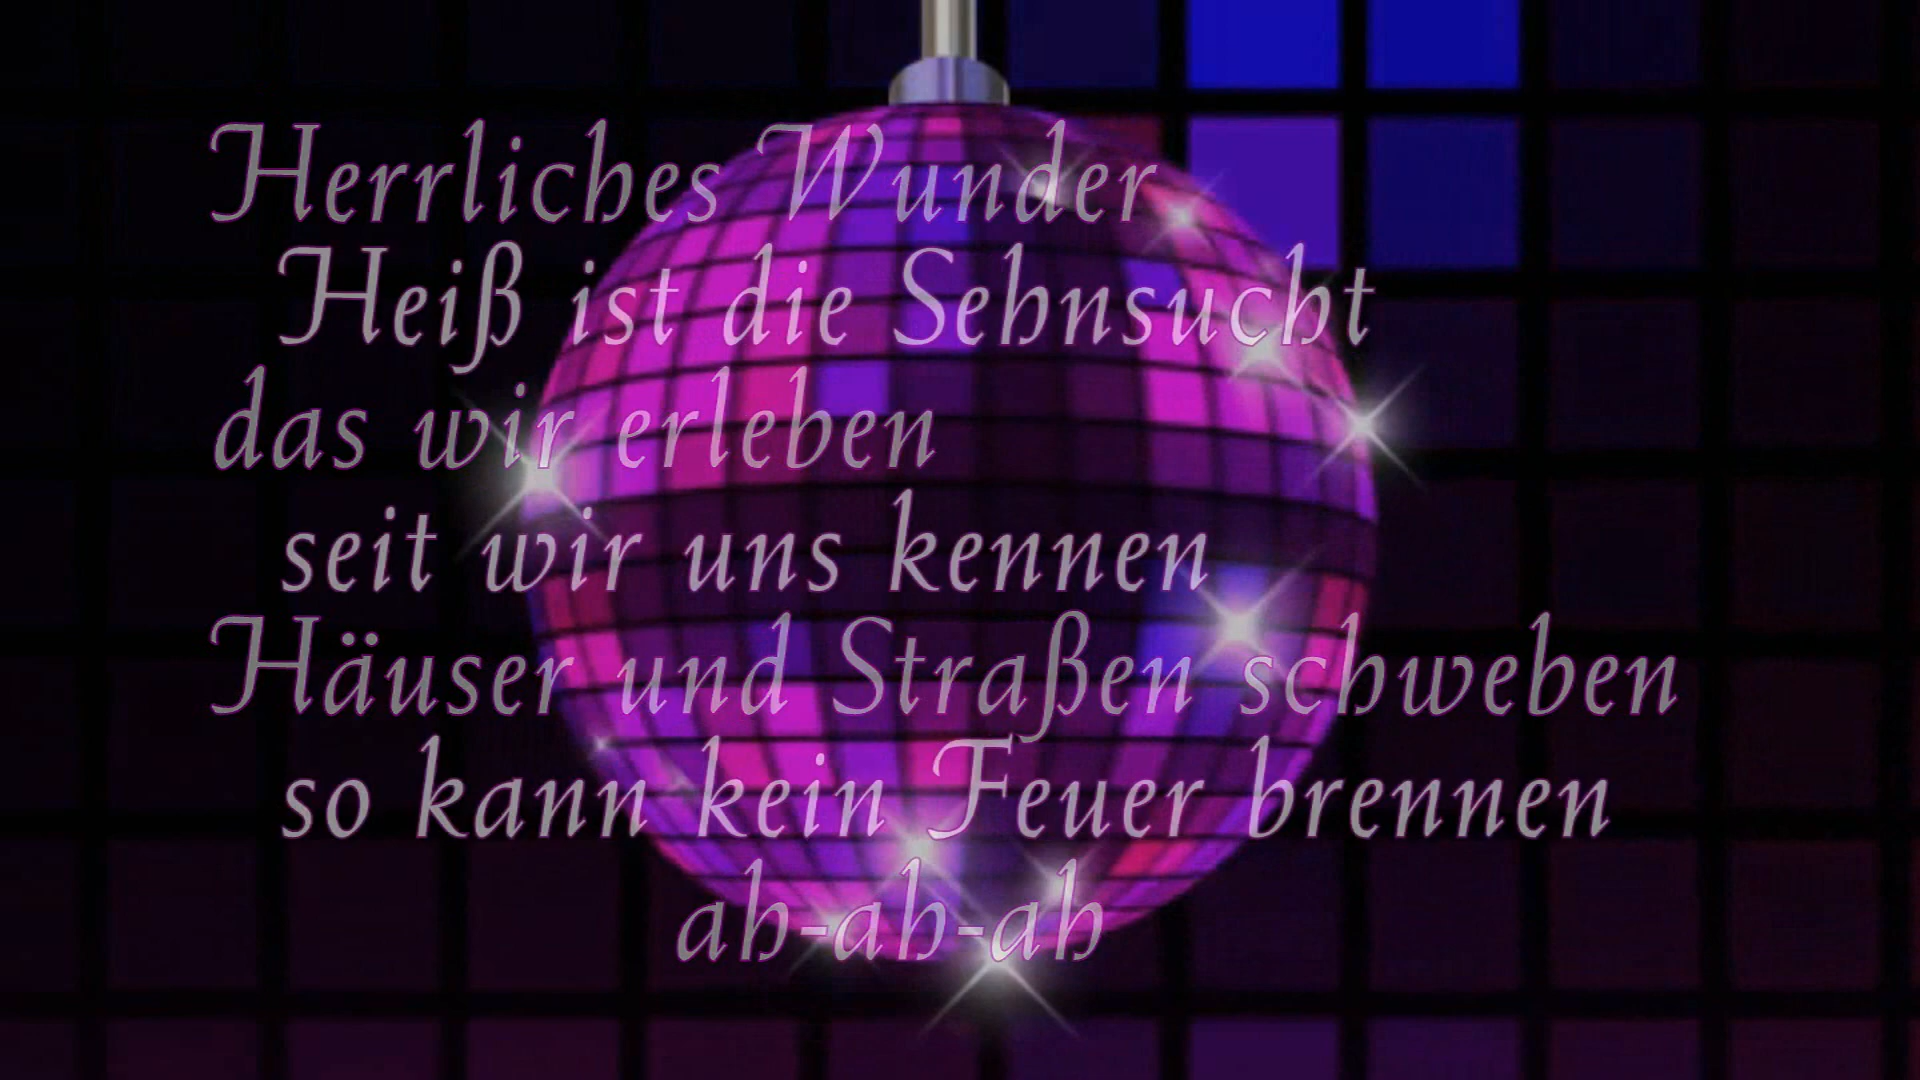 Herrliches Wunder
Heiß ist die Sehnsucht
das wir erleben
seit wir uns kennen
Häuser und Straßen schweben
so kann kein Feuer brennen
ah-ah-ah